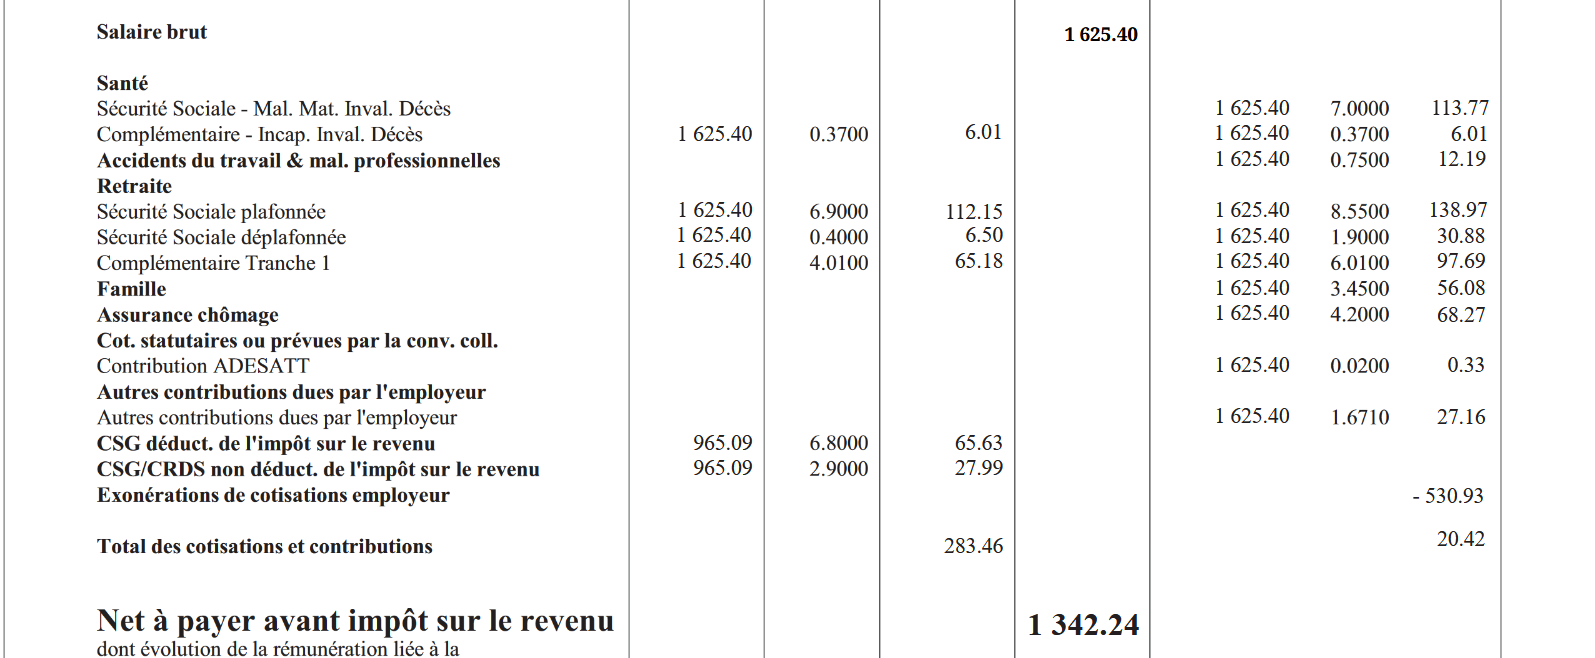 Salaire brut 1 625.40
Santé
Sécurité Sociale - Mal. Mat. Inval. Décès 1 625.40 7.0000 113.77
Complémentaire - Incap. Inval. Décès 1 625.40 0.3700 6.01 1 625.40 0.3700 6.01
Accidents du travail & mal. professionnelles 1 625.40 0.7500 12.19
Retraite
Sécurité Sociale plafonnée 1 625.40 6.9000 112.15 1 625.40 8.5500 138.97
Sécurité Sociale déplafonnée 1 625.40 0.4000 6.50 1 625.40 1.9000 30.88
Complémentaire Tranche 1 1 625.40 4.0100 65.18 1 625.40 6.0100 97.69
Famille 1 625.40 3.4500 56.08
Assurance chômage 1 625.40 4.2000 68.27
Cot. statutaires ou prévues par la conv. coll.
Contribution ADESATT 1 625.40 0.0200 0.33
Autres contributions dues par l'employeur
Autres contributions dues par l'employeur 1 625.40 1.6710 27.16
CSG déduct. de l'impôt sur le revenu 965.09 6.8000 65.63
CSG/CRDS non déduct. de l'impôt sur le revenu 965.09 2.9000 27.99
Exonérations de cotisations employeur - 530.93
Total des cotisations et contributions 283.46 20.42
Net à payer avant impôt sur le revenu 1 342.24
dont évolution de la rémunération liée à la